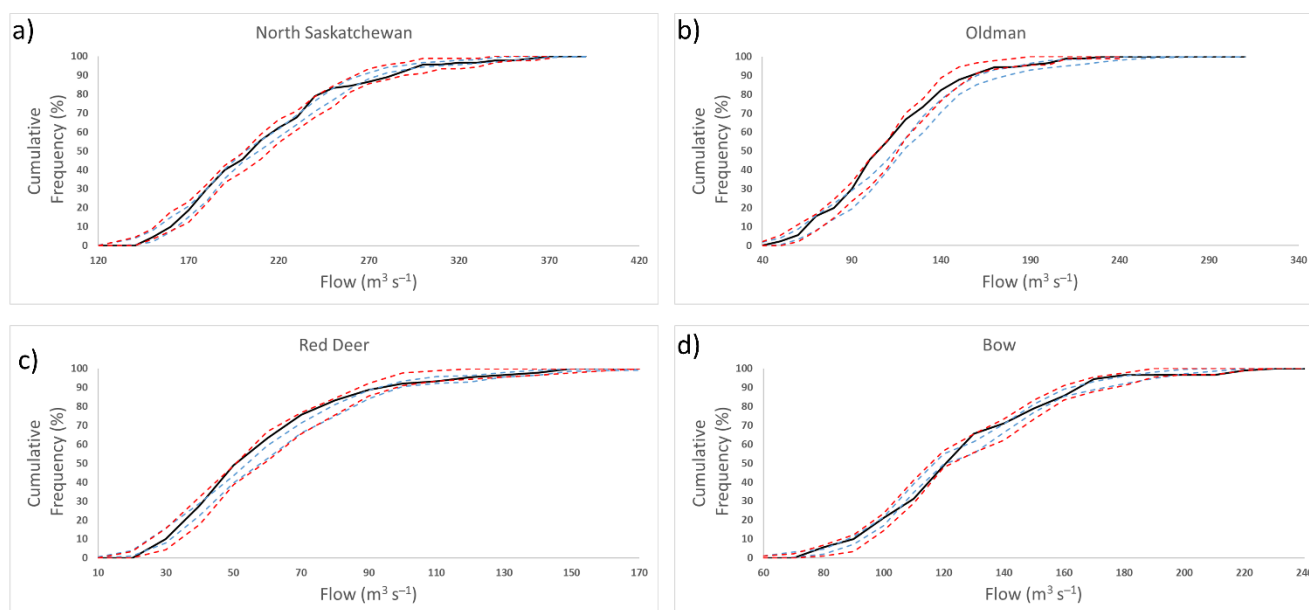 a)
North Saskatchewan
Cumulative
Frequency (%)
100
90
80
70
60
50
40
30
20
10
0
120 170 220 270 320 370 420
Flow (m³ s⁻¹)
b)
Oldman
Cumulative
Frequency (%)
100
90
80
70
60
50
40
30
20
10
0
40 90 140 190 240 290 340
Flow (m³ s⁻¹)
c)
Red Deer
Cumulative
Frequency (%)
100
90
80
70
60
50
40
30
20
10
0
10 30 50 70 90 110 130 150 170
Flow (m³ s⁻¹)
d)
Bow
Cumulative
Frequency (%)
100
90
80
70
60
50
40
30
20
10
0
60 80 100 120 140 160 180 200 220 240
Flow (m³ s⁻¹)